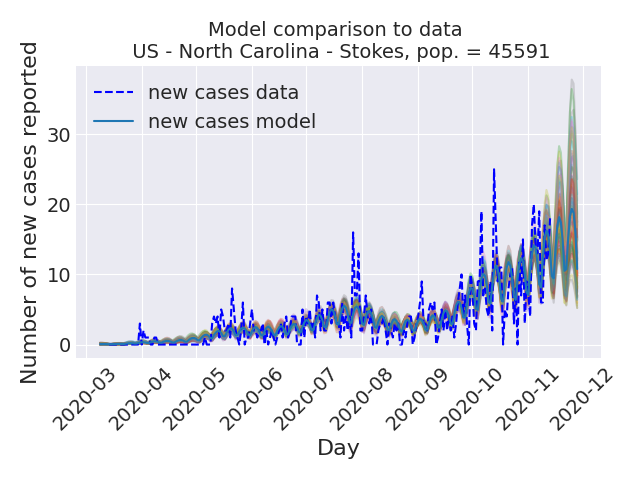 Model comparison to data
US - North Carolina - Stokes, pop. = 45591
Number of new cases reported
new cases data
new cases model
30
20
10
0
2020-03
2020-04
2020-05
2020-06
2020-07
2020-08
2020-09
2020-10
2020-11
2020-12
Day